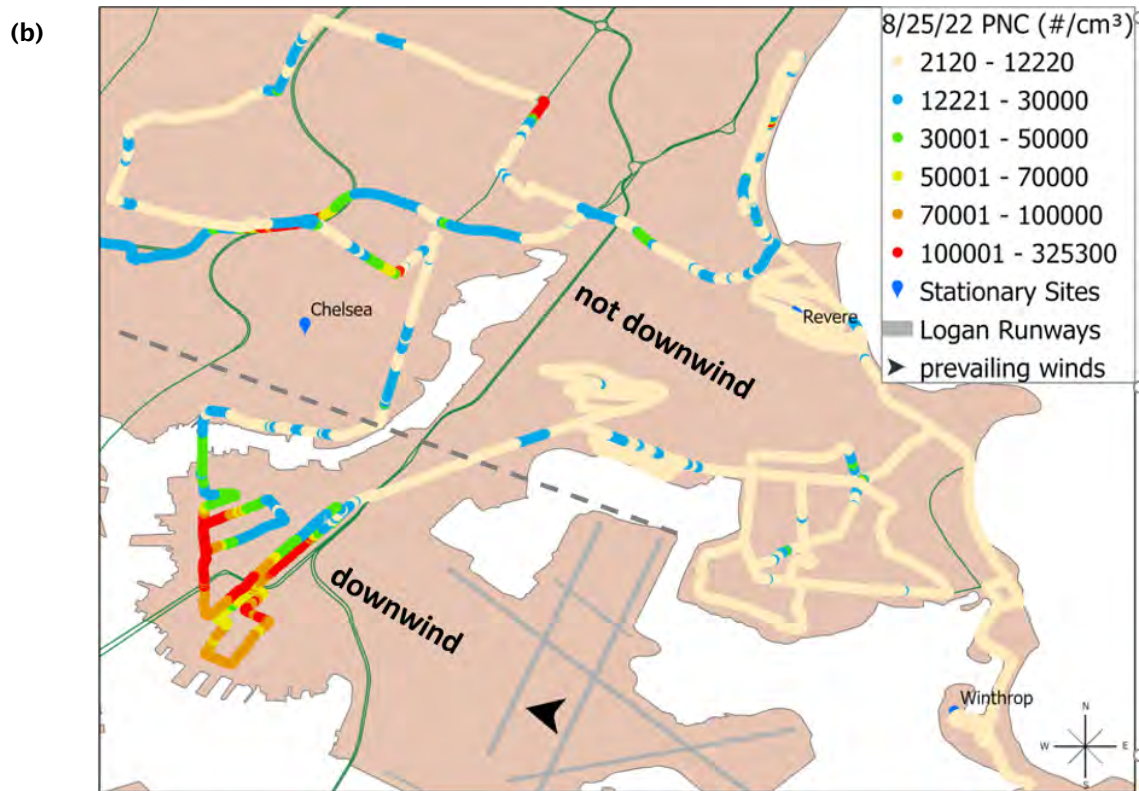 (b)
8/25/22 PNC (#/cm³)
2120 - 12220
12221 - 30000
30001 - 50000
50001 - 70000
70001 - 100000
100001 - 325300
Stationary Sites
Logan Runways
prevailing winds
Chelsea
Revere
not downwind
downwind
Winthrop
N
W E
S